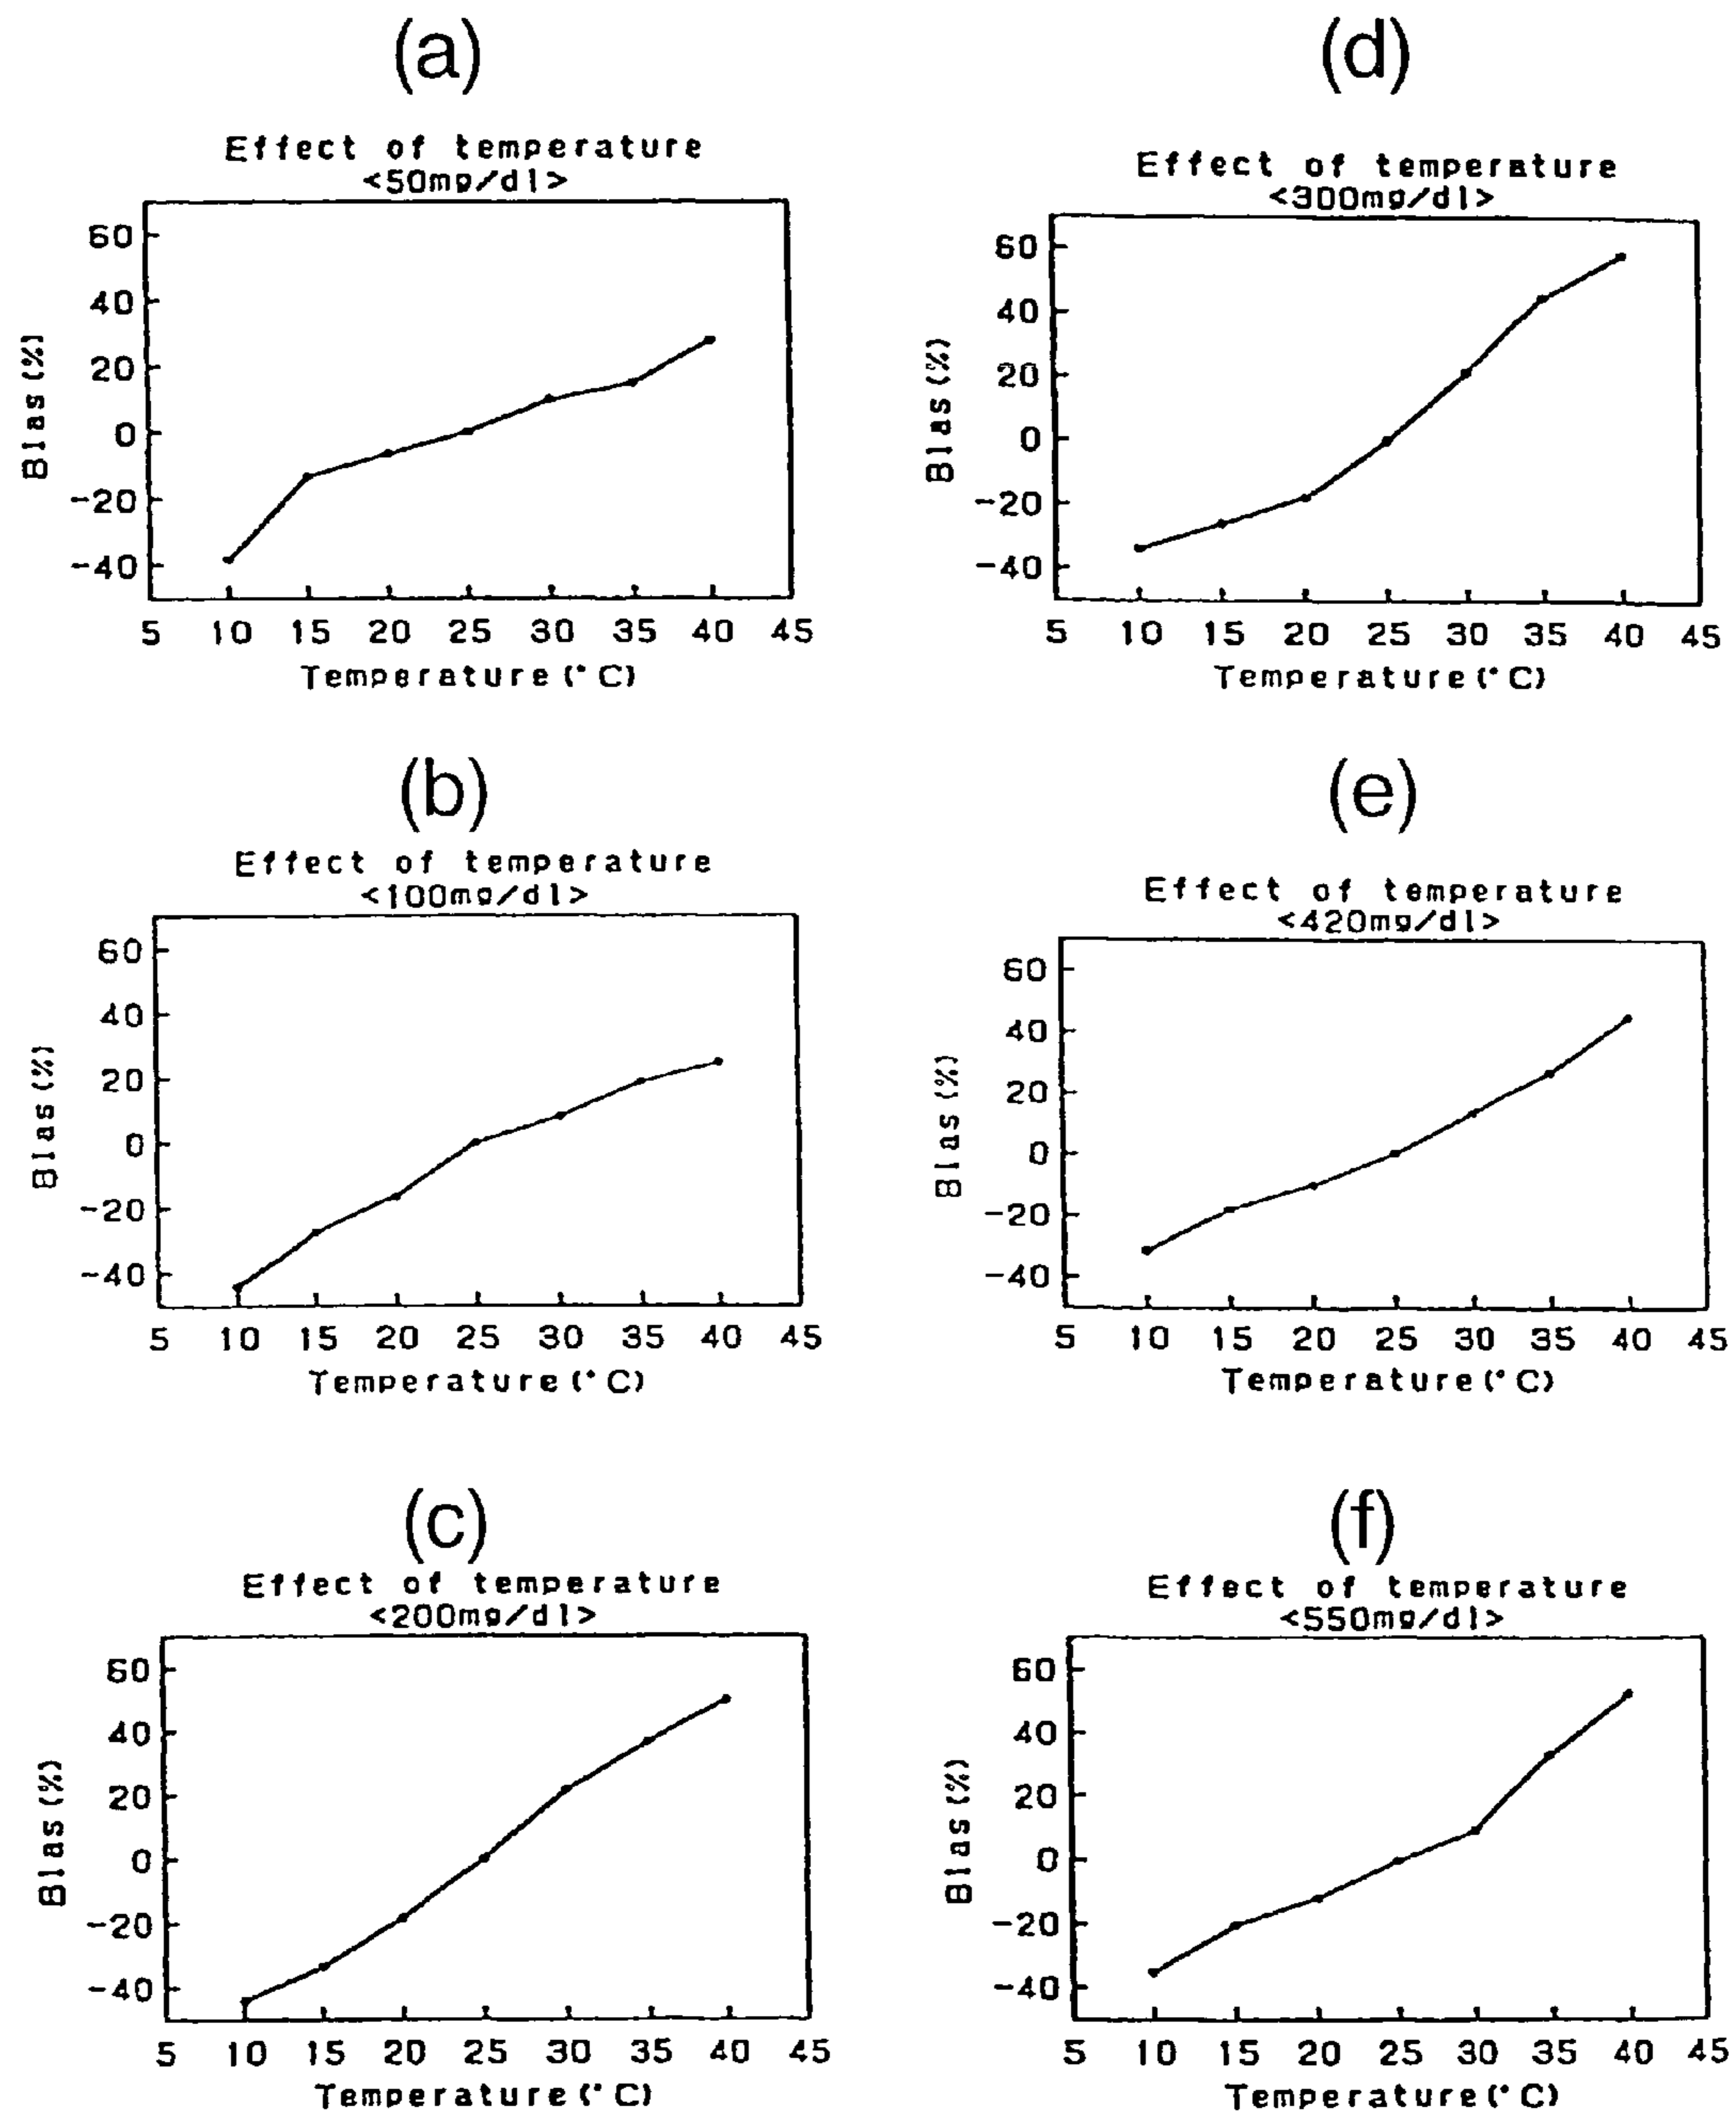 (a)
Effect of temperature
<50mg/dl>
60
40
20
0
-20
-40
Bias (%)
5 10 15 20 25 30 35 40 45
Temperature (°C)
(b)
Effect of temperature
<100mg/dl>
60
40
20
0
-20
-40
Bias (%)
5 10 15 20 25 30 35 40 45
Temperature (°C)
(c)
Effect of temperature
<200mg/dl>
60
40
20
0
-20
-40
Bias (%)
5 10 15 20 25 30 35 40 45
Temperature (°C)
(d)
Effect of temperature
<300mg/dl>
60
40
20
0
-20
-40
Bias (%)
5 10 15 20 25 30 35 40 45
Temperature (°C)
(e)
Effect of temperature
<420mg/dl>
60
40
20
0
-20
-40
Bias (%)
5 10 15 20 25 30 35 40 45
Temperature (°C)
(f)
Effect of temperature
<550mg/dl>
60
40
20
0
-20
-40
Bias (%)
5 10 15 20 25 30 35 40 45
Temperature (°C)